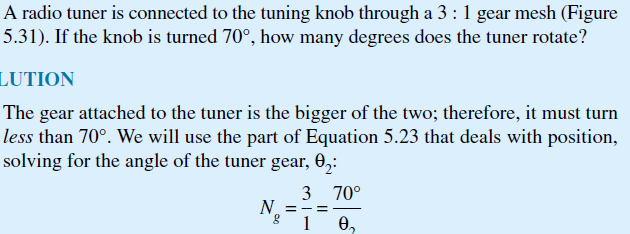 A radio tuner is connected to the tuning knob through a 3 : 1 gear mesh (Figure
5.31). If the knob is turned 70°, how many degrees does the tuner rotate?
LUTION
The gear attached to the tuner is the bigger of the two; therefore, it must turn
less than 70°. We will use the part of Equation 5.23 that deals with position,
solving for the angle of the tuner gear, θ₂:
N_g = 3/1 = 70°/θ₂